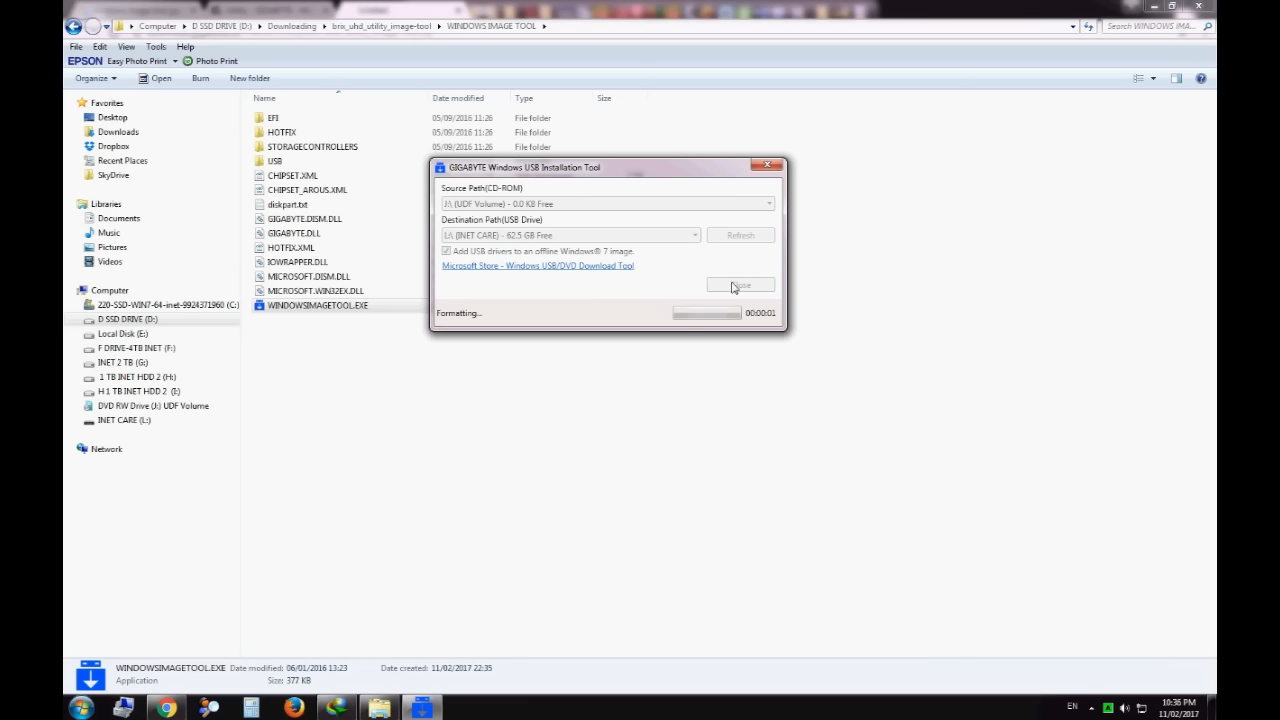 Computer ▸ D SSD DRIVE (D:) ▸ Downloading ▸ brix_uhd_utility_image-tool ▸ WINDOWS IMAGE TOOL ▸
Search WINDOWS IMA...
File Edit View Tools Help
EPSON Easy Photo Print Photo Print
Organize Open Burn New folder
Name Date modified Type Size
Favorites
Desktop
Downloads
Dropbox
Recent Places
SkyDrive
Libraries
Documents
Music
Pictures
Videos
Computer
220-SSD-WIN7-64-inet-9924371960 (C:)
D SSD DRIVE (D:)
Local Disk (E:)
F DRIVE-4TB INET (F:)
INET 2 TB (G:)
1 TB INET HDD 2 (H:)
H 1 TB INET HDD 2 (I:)
DVD RW Drive (J:) UDF Volume
INET CARE (L:)
Network
EFI 05/09/2016 11:26 File folder
HOTFIX 05/09/2016 11:26 File folder
STORAGECONTROLLERS 05/09/2016 11:26 File folder
USB
CHIPSET.XML
CHIPSET_AROUS.XML
diskpart.txt
GIGABYTE.DISM.DLL
GIGABYTE.DLL
HOTFIX.XML
IOWRAPPER.DLL
MICROSOFT.DISM.DLL
MICROSOFT.WIN32EX.DLL
WINDOWSIMAGETOOL.EXE
GIGABYTE Windows USB Installation Tool
Source Path(CD-ROM)
J:\ (UDF Volume) - 0.0 KB Free
Destination Path(USB Drive)
L:\ (INET CARE) - 62.5 GB Free
Refresh
Add USB drivers to an offline Windows® 7 image.
Microsoft Store - Windows USB/DVD Download Tool
Formatting... 00:00:01
WINDOWSIMAGETOOL.EXE Date modified: 06/01/2016 13:23 Date created: 11/02/2017 22:35
Application Size: 377 KB
EN
10:36 PM
11/02/2017